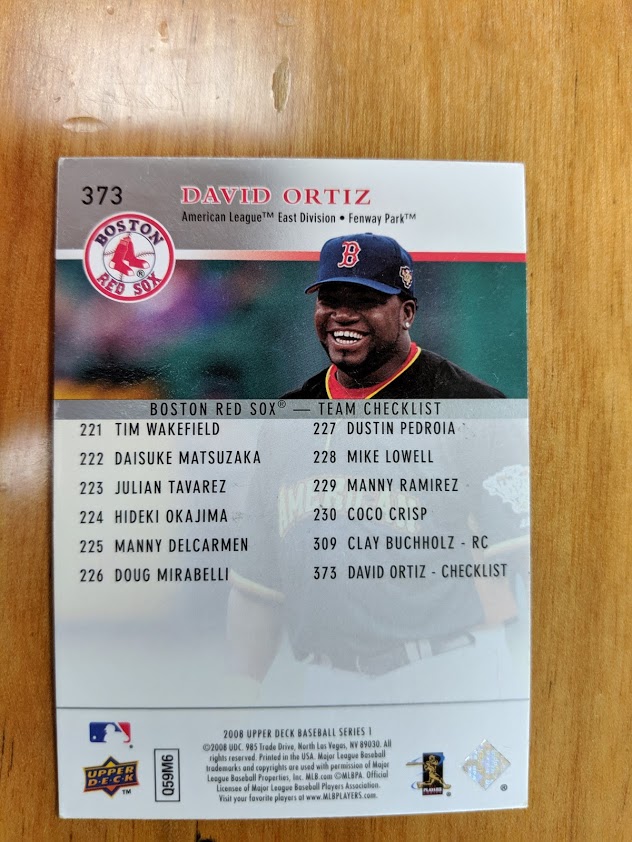 373
DAVID ORTIZ
American League™ East Division • Fenway Park™
BOSTON
RED SOX
®
B
BOSTON RED SOX® — TEAM CHECKLIST
221 TIM WAKEFIELD
222 DAISUKE MATSUZAKA
223 JULIAN TAVAREZ
224 HIDEKI OKAJIMA
225 MANNY DELCARMEN
226 DOUG MIRABELLI
227 DUSTIN PEDROIA
228 MIKE LOWELL
229 MANNY RAMIREZ
230 COCO CRISP
309 CLAY BUCHHOLZ - RC
373 DAVID ORTIZ - CHECKLIST
AMERICAN
UPPER
D·E·C·K
™
Q59M6
2008 UPPER DECK BASEBALL SERIES 1
©2008 UDC. 985 Trade Drive, North Las Vegas, NV 89030. All
rights reserved. Printed in the USA. Major League Baseball
trademarks and copyrights are used with permission of Major
League Baseball Properties, Inc. MLB.com ©MLBPA. Official
Licensee of Major League Baseball Players Association.
Visit your favorite players at www.MLBPLAYERS.com.
PLAYERS
®
®